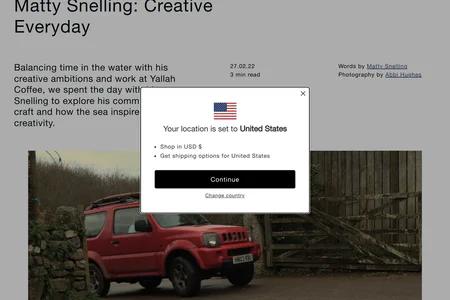 Matty Snelling: Creative
Everyday
Balancing time in the water with his
creative ambitions and work at Yallah
Coffee, we spent the day with
Snelling to explore his comm
craft and how the sea inspire
creativity.
27.02.22
3 min read
Words by Matty Snelling
Photography by Abbi Hughes
Your location is set to United States
Shop in USD $
Get shipping options for United States
Continue
Change country